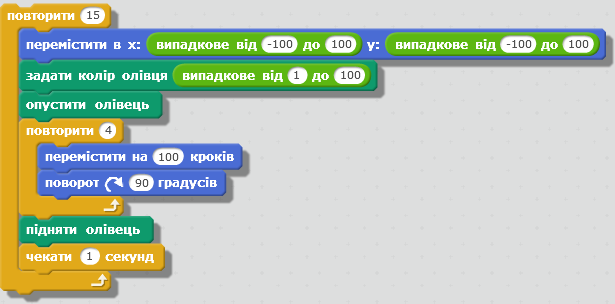 повторити 15
перемістити в x: випадкове від -100 до 100 y: випадкове від -100 до 100
задати колір олівця випадкове від 1 до 100
опустити олівець
повторити 4
перемістити на 100 кроків
поворот 90 градусів
підняти олівець
чекати 1 секунд